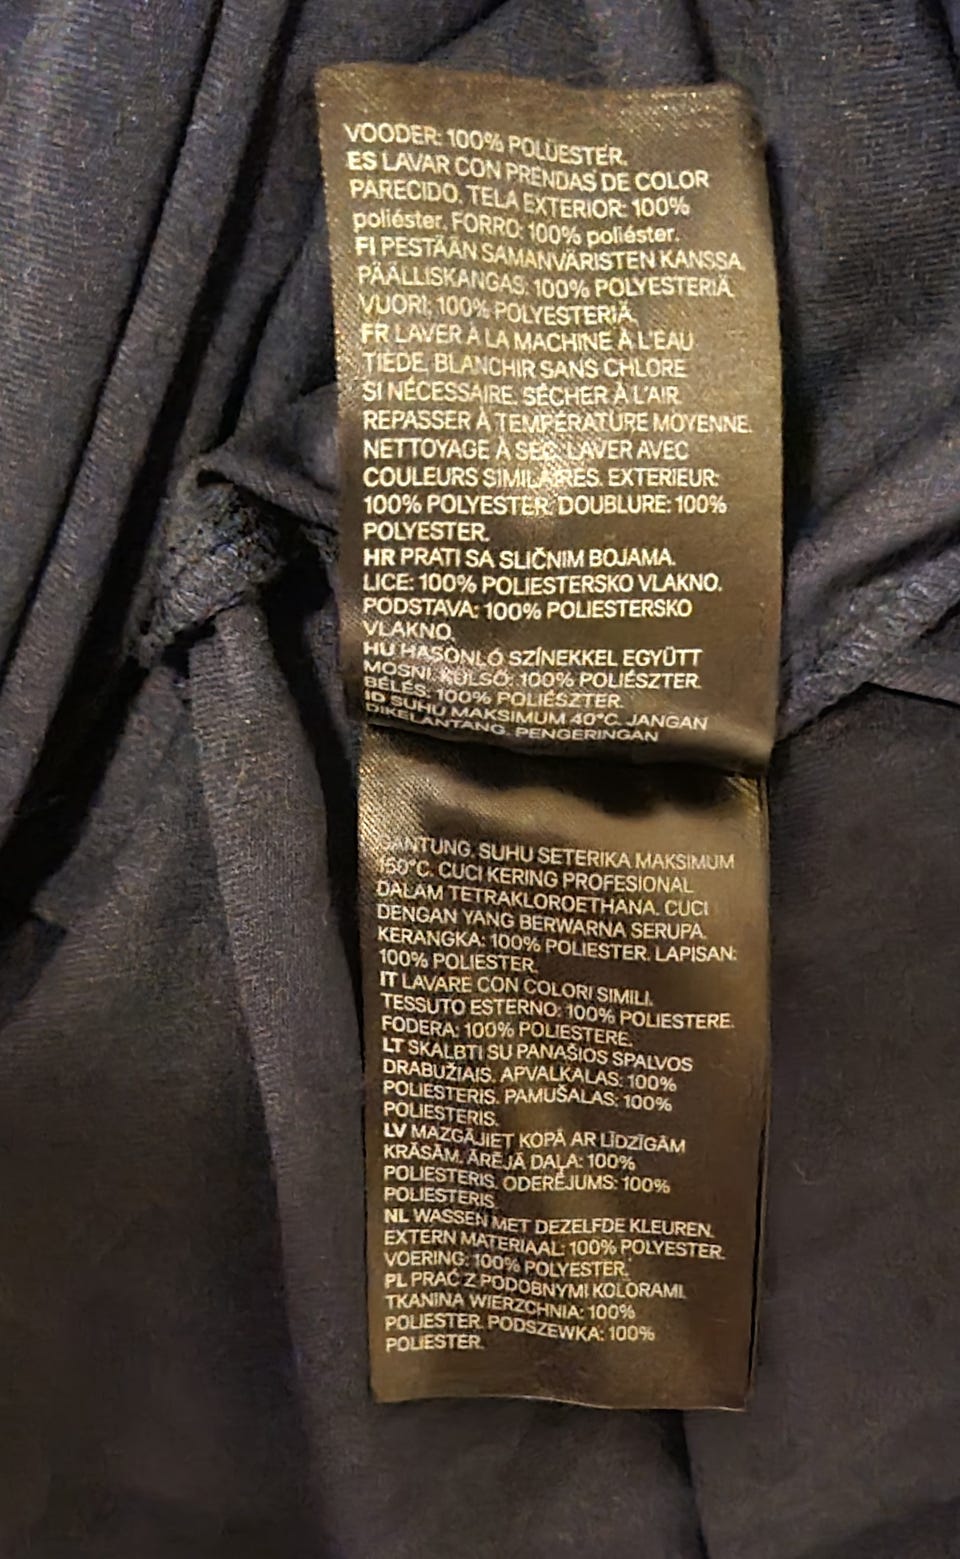 VOODER: 100% POLÜESTER.
ES LAVAR CON PRENDAS DE COLOR
PARECIDO. TELA EXTERIOR: 100%
poliéster. FORRO: 100% poliéster.
FI PESTÄÄN SAMANVÄRISTEN KANSSA.
PÄÄLLISKANGAS: 100% POLYESTERIÄ.
VUORI: 100% POLYESTERIÄ.
FR LAVER À LA MACHINE À L'EAU
TIÈDE. BLANCHIR SANS CHLORE
SI NÉCESSAIRE. SÉCHER À L'AIR.
REPASSER À TEMPÉRATURE MOYENNE.
NETTOYAGE À SEC. LAVER AVEC
COULEURS SIMILAIRES. EXTERIEUR:
100% POLYESTER. DOUBLURE: 100%
POLYESTER.
HR PRATI SA SLIČNIM BOJAMA.
LICE: 100% POLIESTERSKO VLAKNO.
PODSTAVA: 100% POLIESTERSKO
VLAKNO.
HU HASONLÓ SZÍNEKKEL EGYÜTT
MOSNI. KÜLSŐ: 100% POLIÉSZTER.
BÉLÉS: 100% POLIÉSZTER.
ID SUHU MAKSIMUM 40°C. JANGAN
DIKELANTANG. PENGERINGAN
GANTUNG. SUHU SETERIKA MAKSIMUM
150°C. CUCI KERING PROFESIONAL
DALAM TETRAKLOROETHANA. CUCI
DENGAN YANG BERWARNA SERUPA.
KERANGKA: 100% POLIESTER. LAPISAN:
100% POLIESTER.
IT LAVARE CON COLORI SIMILI.
TESSUTO ESTERNO: 100% POLIESTERE.
FODERA: 100% POLIESTERE.
LT SKALBTI SU PANAŠIOS SPALVOS
DRABUŽIAIS. APVALKALAS: 100%
POLIESTERIS. PAMUŠALAS: 100%
POLIESTERIS.
LV MAZGĀJIET KOPĀ AR LĪDZĪGĀM
KRĀSĀM. ĀRĒJĀ DAĻA: 100%
POLIESTERIS. ODERĒJUMS: 100%
POLIESTERIS.
NL WASSEN MET DEZELFDE KLEUREN.
EXTERN MATERIAAL: 100% POLYESTER.
VOERING: 100% POLYESTER.
PL PRAĆ Z PODOBNYMI KOLORAMI.
TKANINA WIERZCHNIA: 100%
POLIESTER. PODSZEWKA: 100%
POLIESTER.